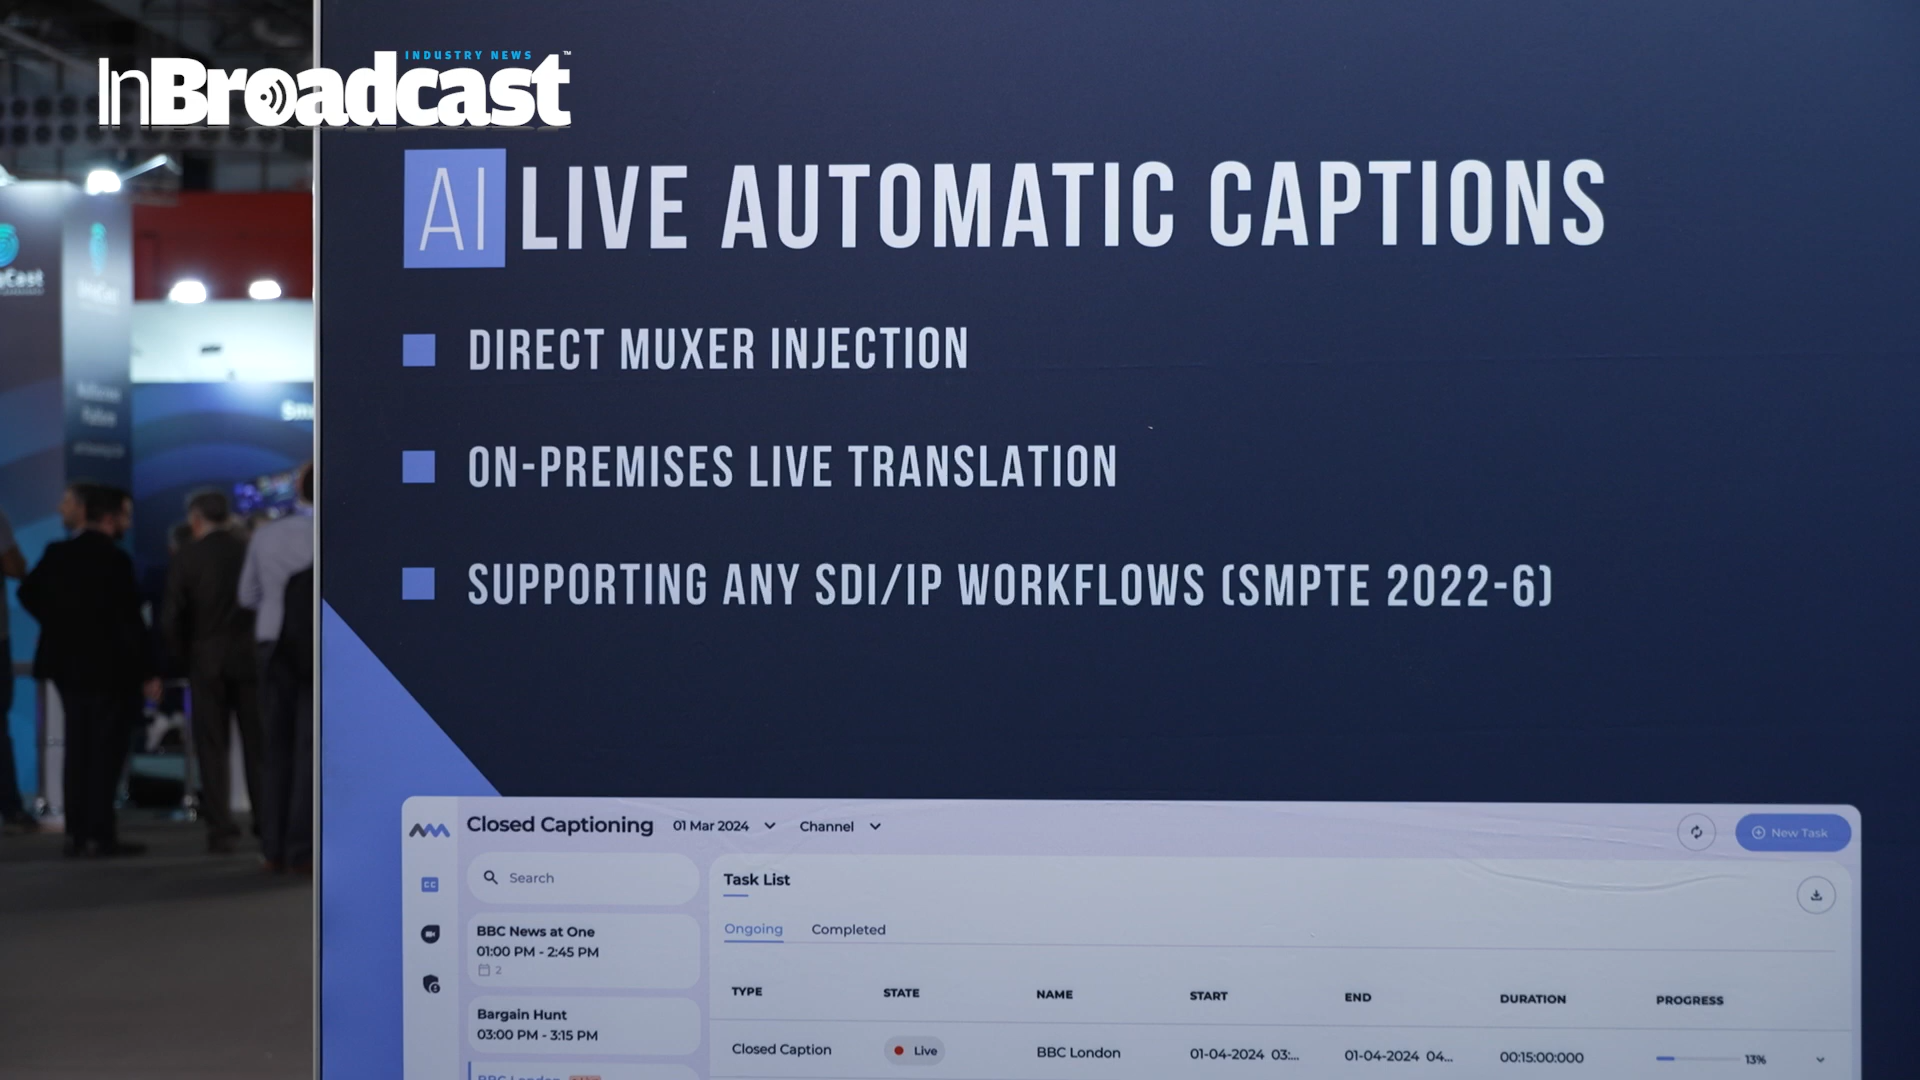 INDUSTRY NEWS
InBroadcast™
AI LIVE AUTOMATIC CAPTIONS
DIRECT MUXER INJECTION
ON-PREMISES LIVE TRANSLATION
SUPPORTING ANY SDI/IP WORKFLOWS (SMPTE 2022-6)
Closed Captioning 01 Mar 2024 Channel
New Task
CC
Search
BBC News at One
01:00 PM - 2:45 PM
2
Bargain Hunt
03:00 PM - 3:15 PM
BBC London
Task List
Ongoing Completed
TYPE STATE NAME START END DURATION PROGRESS
Closed Caption Live BBC London 01-04-2024 03:... 01-04-2024 04... 00:15:00:000 13%